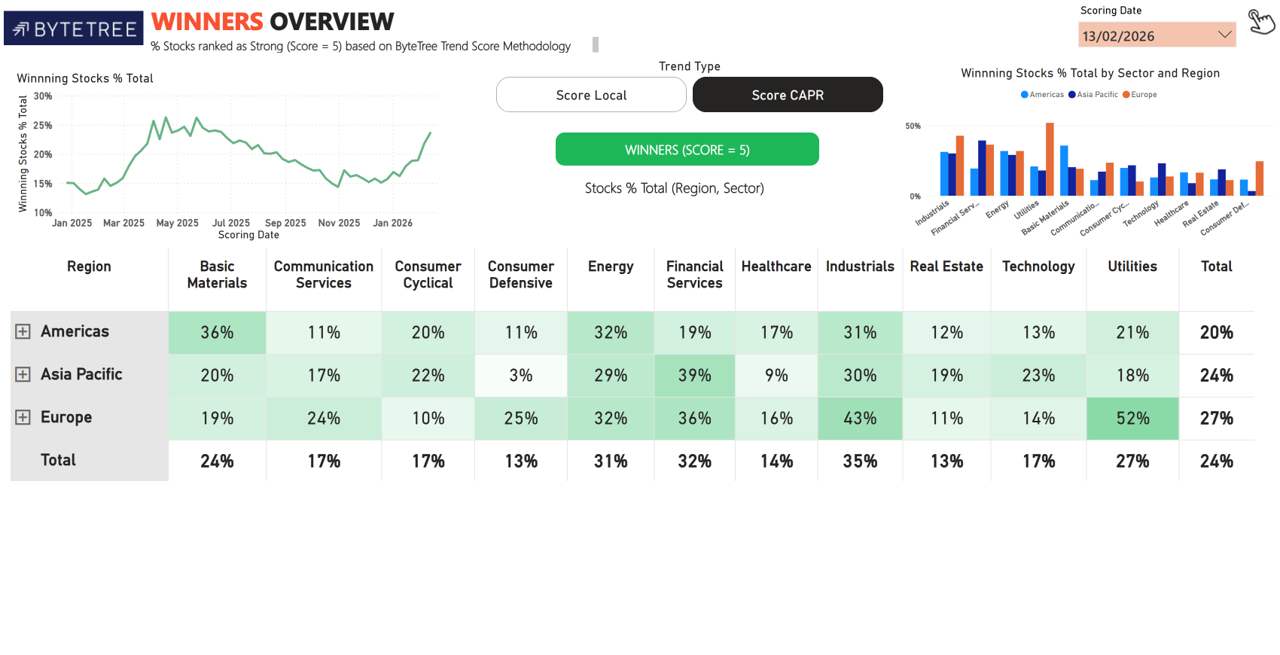 BYTETREE
WINNERS OVERVIEW
% Stocks ranked as Strong (Score = 5) based on ByteTree Trend Score Methodology
Scoring Date
13/02/2026
Winnning Stocks % Total
Winnning Stocks % Total
30%
25%
20%
15%
10%
Jan 2025 Mar 2025 May 2025 Jul 2025 Sep 2025 Nov 2025 Jan 2026
Scoring Date
Trend Type
Score Local Score CAPR
WINNERS (SCORE = 5)
Stocks % Total (Region, Sector)
Winnning Stocks % Total by Sector and Region
Americas Asia Pacific Europe
50%
0%
Industrials Financial Serv... Energy Utilities Basic Materials Communicatio... Consumer Cyc... Technology Healthcare Real Estate Consumer Def...
Region Basic Materials Communication Services Consumer Cyclical Consumer Defensive Energy Financial Services Healthcare Industrials Real Estate Technology Utilities Total
Americas 36% 11% 20% 11% 32% 19% 17% 31% 12% 13% 21% 20%
Asia Pacific 20% 17% 22% 3% 29% 39% 9% 30% 19% 23% 18% 24%
Europe 19% 24% 10% 25% 32% 36% 16% 43% 11% 14% 52% 27%
Total 24% 17% 17% 13% 31% 32% 14% 35% 13% 17% 27% 24%